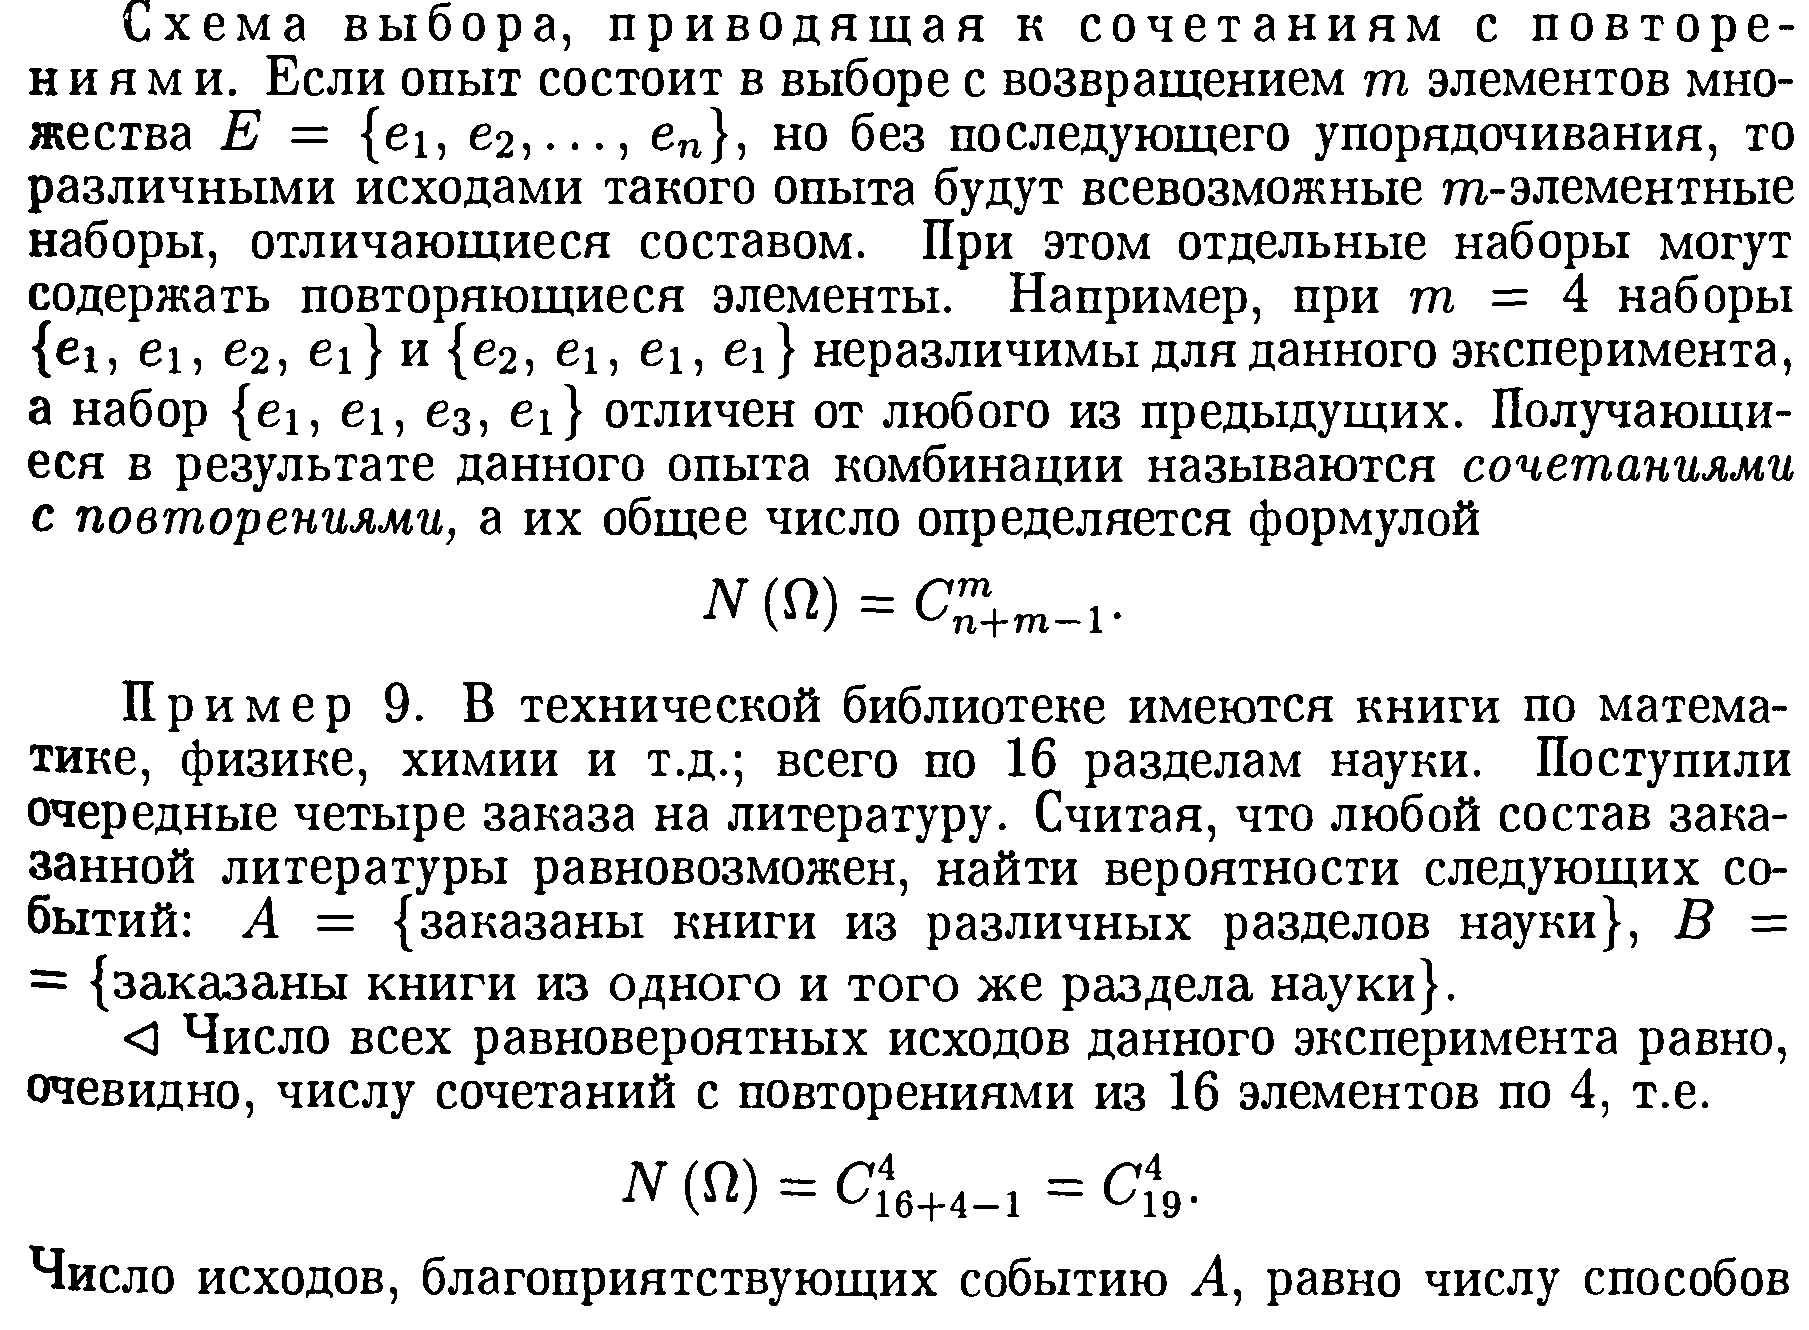 Схема выбора, приводящая к сочетаниям с повторе-
ниями. Если опыт состоит в выборе с возвращением m элементов мно-
жества E = {e₁, e₂,..., eₙ}, но без последующего упорядочивания, то
различными исходами такого опыта будут всевозможные m-элементные
наборы, отличающиеся составом. При этом отдельные наборы могут
содержать повторяющиеся элементы. Например, при m = 4 наборы
{e₁, e₁, e₂, e₁} и {e₂, e₁, e₁, e₁} неразличимы для данного эксперимента,
а набор {e₁, e₁, e₃, e₁} отличен от любого из предыдущих. Получающи-
еся в результате данного опыта комбинации называются сочетаниями
с повторениями, а их общее число определяется формулой
N (Ω) = C^m_{n+m−1}.
Пример 9. В технической библиотеке имеются книги по матема-
тике, физике, химии и т.д.; всего по 16 разделам науки. Поступили
очередные четыре заказа на литературу. Считая, что любой состав зака-
занной литературы равновозможен, найти вероятности следующих со-
бытий: A = {заказаны книги из различных разделов науки}, B =
= {заказаны книги из одного и того же раздела науки}.
◁ Число всех равновероятных исходов данного эксперимента равно,
очевидно, числу сочетаний с повторениями из 16 элементов по 4, т.е.
N (Ω) = C^4_{16+4−1} = C^4_{19}.
Число исходов, благоприятствующих событию A, равно числу способов